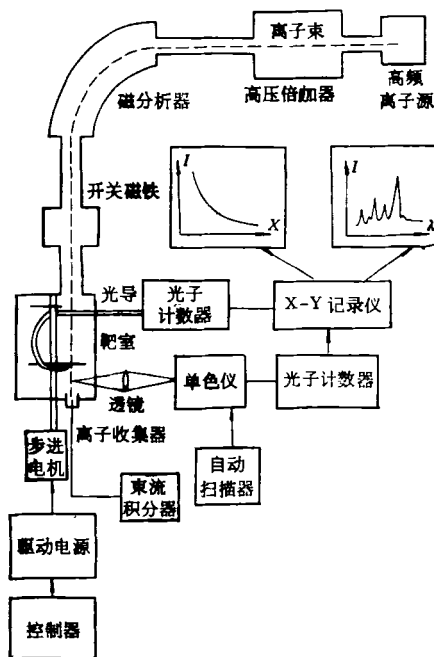 离子束
高压倍加器
高频
离子源
磁分析器
开关磁铁
I
X
I
λ
光导
光子
计数器
X-Y 记录仪
靶室
透镜
单色仪
光子计数器
离子收集器
步进
电机
自动
扫描器
束流
积分器
驱动电源
控制器